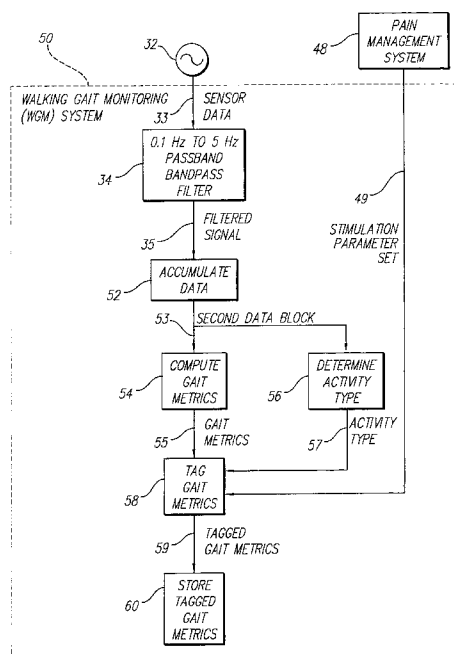 50
32
48
PAIN
MANAGEMENT
SYSTEM
WALKING GAIT MONITORING
(WGM) SYSTEM
33
SENSOR
DATA
34
0.1 Hz TO 5 Hz
PASSBAND
BANDPASS
FILTER
49
35
FILTERED
SIGNAL
STIMULATION
PARAMETER
SET
52
ACCUMULATE
DATA
53
SECOND DATA BLOCK
54
COMPUTE
GAIT
METRICS
56
DETERMINE
ACTIVITY
TYPE
55
GAIT
METRICS
57
ACTIVITY
TYPE
58
TAG
GAIT
METRICS
59
TAGGED
GAIT METRICS
60
STORE
TAGGED
GAIT
METRICS